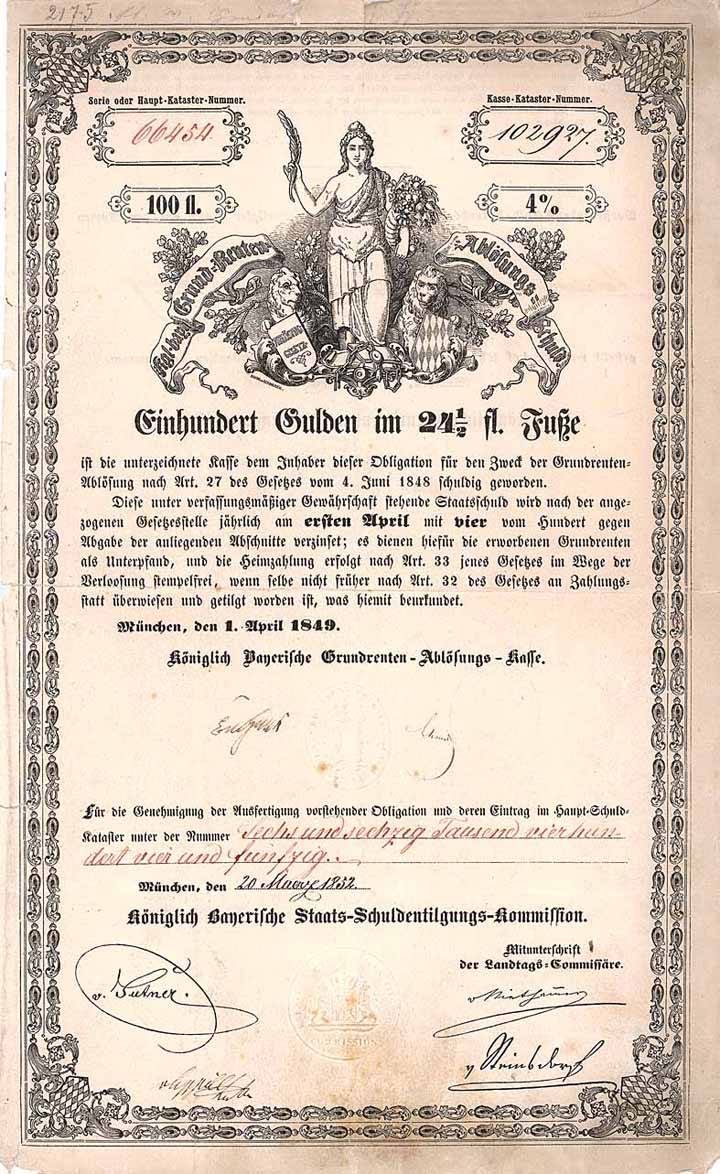 2175
Serie oder Haupt-Kataster-Nummer.
Kasse-Kataster-Nummer.
66454
102927.
100 fl.
4%
Grund-Renten-
Ablösungs-
Schuld
Einhundert Gulden im 24½ fl. Fuße
ist die unterzeichnete Kasse dem Inhaber dieser Obligation für den Zweck der Grundrenten-
Ablösung nach Art. 27 des Gesetzes vom 4. Juni 1848 schuldig geworden.
Diese unter verfassungsmäßiger Gewährschaft stehende Staatsschuld wird nach der ange-
zogenen Gesetzesstelle jährlich am ersten April mit vier vom Hundert gegen
Abgabe der anliegenden Abschnitte verzinset; es dienen hiefür die erworbenen Grundrenten
als Unterpfand, und die Heimzahlung erfolgt nach Art. 33 jenes Gesetzes im Wege der
Verloosung stempelfrei, wenn selbe nicht früher nach Art. 32 des Gesetzes an Zahlungs-
statt überwiesen und getilgt worden ist, was hiemit beurkundet.
München, den 1. April 1849.
Königlich Bayerische Grundrenten-Ablösungs-Kasse.
Für die Genehmigung der Ausfertigung vorstehender Obligation und deren Eintrag im Haupt-Schuld-
Kataster unter der Nummer Sechs und sechzig Tausend vierhun-
dert vier und fünfzig.
München, den 20 Maerz 1852.
Königlich Bayerische Staats-Schuldentilgungs-Kommission.
Mitunterschrift
der Landtags-Commissäre.
v. Sutner.
v Steinsdorf